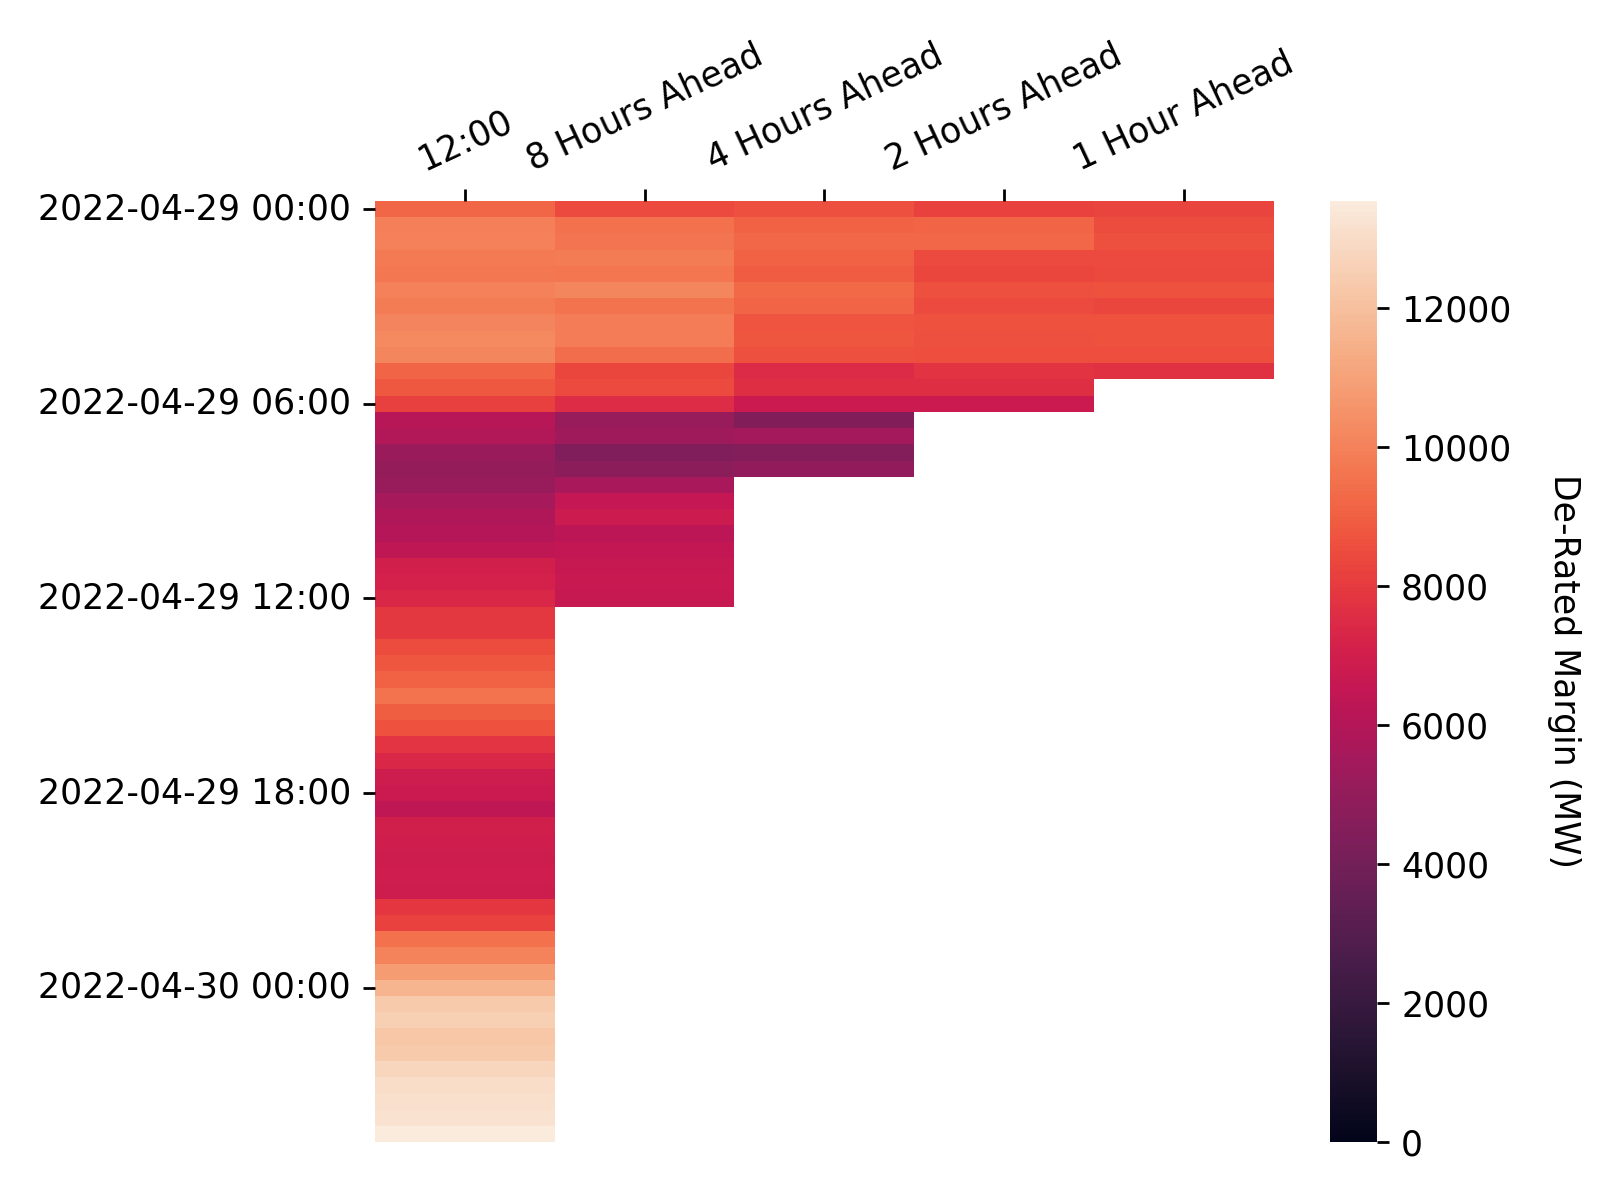 12:00
8 Hours Ahead
4 Hours Ahead
2 Hours Ahead
1 Hour Ahead
2022-04-29 00:00
2022-04-29 06:00
2022-04-29 12:00
2022-04-29 18:00
2022-04-30 00:00
12000
10000
8000
6000
4000
2000
0
De-Rated Margin (MW)